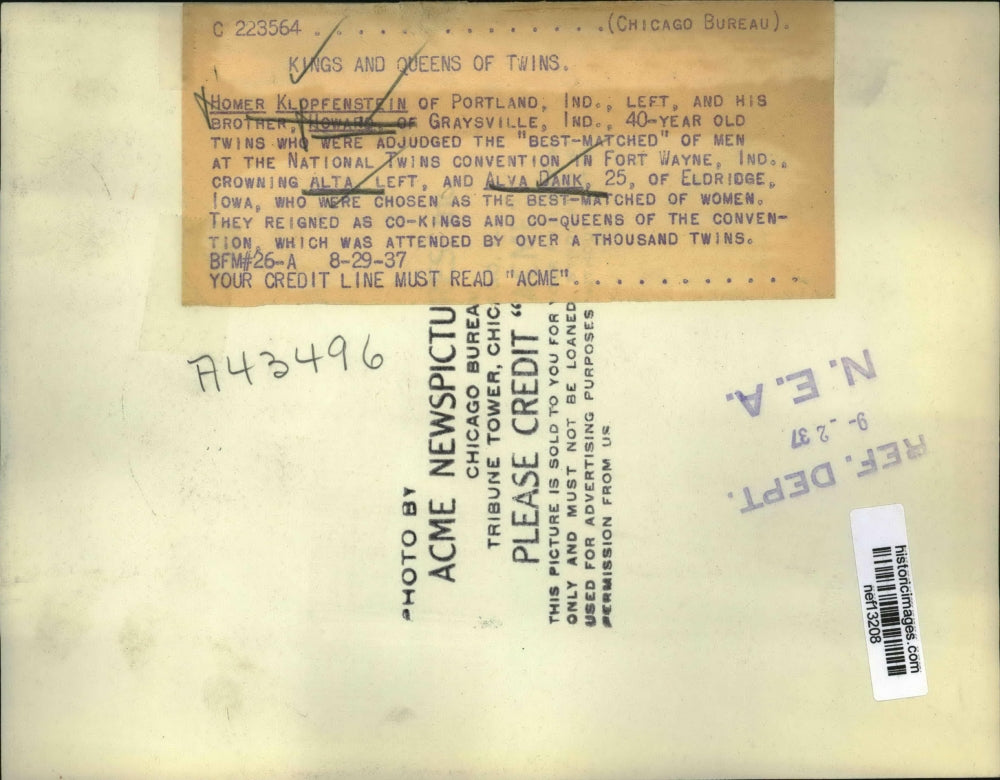 C 223564 . . . . . . . . . . . . . . (CHICAGO BUREAU).
KINGS AND QUEENS OF TWINS.
HOMER KLOPFENSTEIN OF PORTLAND, IND., LEFT, AND HIS
BROTHER, HOWARD, OF GRAYSVILLE, IND., 40-YEAR OLD
TWINS WHO WERE ADJUDGED THE "BEST-MATCHED" OF MEN
AT THE NATIONAL TWINS CONVENTION IN FORT WAYNE, IND.,
CROWNING ALTA, LEFT, AND ALVA DANK, 25, OF ELDRIDGE,
IOWA, WHO WERE CHOSEN AS THE BEST-MATCHED OF WOMEN.
THEY REIGNED AS CO-KINGS AND CO-QUEENS OF THE CONVEN-
TION, WHICH WAS ATTENDED BY OVER A THOUSAND TWINS.
BFM#26-A 8-29-37
YOUR CREDIT LINE MUST READ "ACME". . . . . . . . . . . . .
A43496
PHOTO BY
ACME NEWSPICTU
CHICAGO BUREA
TRIBUNE TOWER, CHIC
PLEASE CREDIT "
THIS PICTURE IS SOLD TO YOU FOR
ONLY AND MUST NOT BE LOANED
USED FOR ADVERTISING PURPOSES
PERMISSION FROM US.
REF. DEPT.
9-2 37
N. E. A.
historicimages.com
nef13208